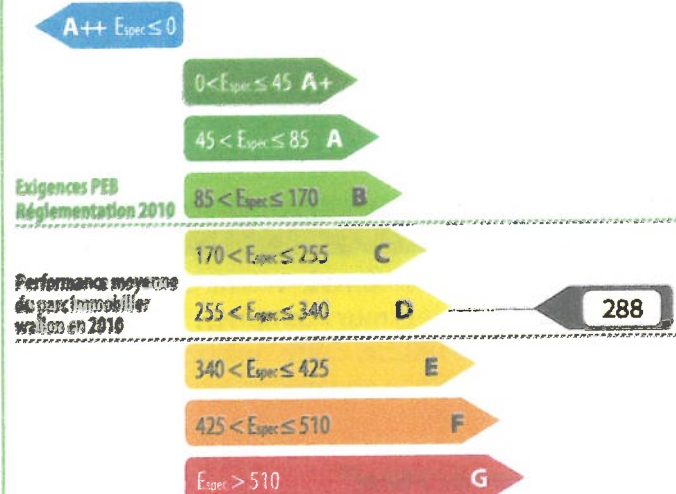 A++ Espec ≤ 0
0 < Espec ≤ 45 A+
45 < Espec ≤ 85 A
Exigences PEB
Réglementation 2010
85 < Espec ≤ 170 B
170 < Espec ≤ 255 C
Performance moyenne
du parc immobilier
wallon en 2010
255 < Espec ≤ 340 D
288
340 < Espec ≤ 425 E
425 < Espec ≤ 510 F
Espec > 510 G